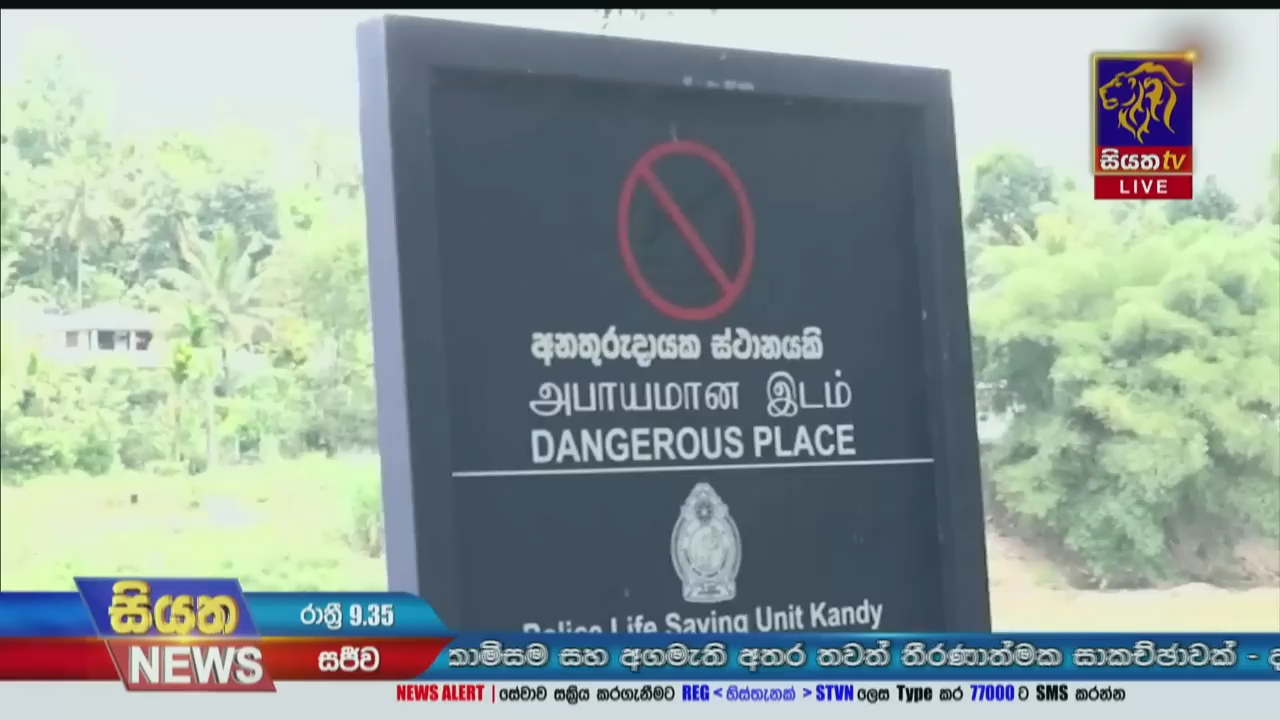 සියත tv
LIVE
අනතුරුදායක ස්ථානයකි
அபாயமான இடம்
DANGEROUS PLACE
Police Life Saving Unit Kandy
සියත
NEWS
රාත්‍රී 9.35
සජීව
කාමිසම සහ අගමැති අතර තවත් තීරණාත්මක සාකච්ඡාවක් -
NEWS ALERT | සේවාව සක්‍රිය කරගැනීමට REG < හිස්තැනක් > STVN ලෙස Type කර 77000 ට SMS කරන්න